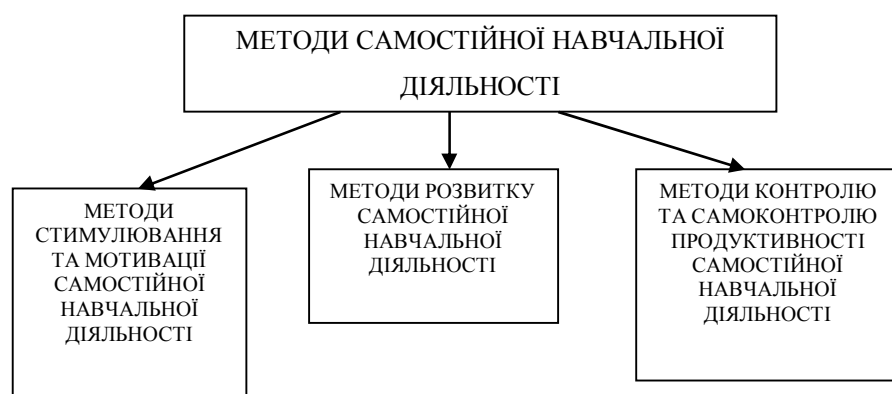 МЕТОДИ САМОСТІЙНОЇ НАВЧАЛЬНОЇ
ДІЯЛЬНОСТІ
МЕТОДИ
СТИМУЛЮВАННЯ
ТА МОТИВАЦІЇ
САМОСТІЙНОЇ
НАВЧАЛЬНОЇ
ДІЯЛЬНОСТІ
МЕТОДИ РОЗВИТКУ
САМОСТІЙНОЇ
НАВЧАЛЬНОЇ
ДІЯЛЬНОСТІ
МЕТОДИ КОНТРОЛЮ
ТА САМОКОНТРОЛЮ
ПРОДУКТИВНОСТІ
САМОСТІЙНОЇ
НАВЧАЛЬНОЇ
ДІЯЛЬНОСТІ